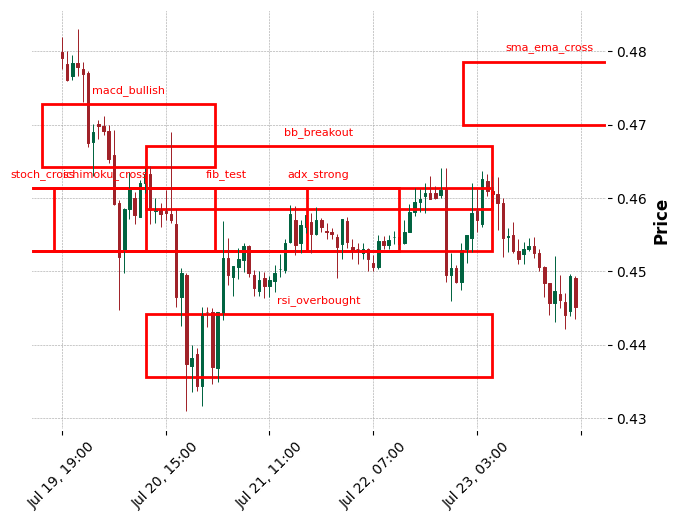 sma_ema_cross
0.48
macd_bullish
0.47
bb_breakout
stoch_cross
ichimoku_cross
fib_test
adx_strong
0.46
0.45
rsi_overbought
0.44
0.43
Price
Jul 19, 19:00
Jul 20, 15:00
Jul 21, 11:00
Jul 22, 07:00
Jul 23, 03:00